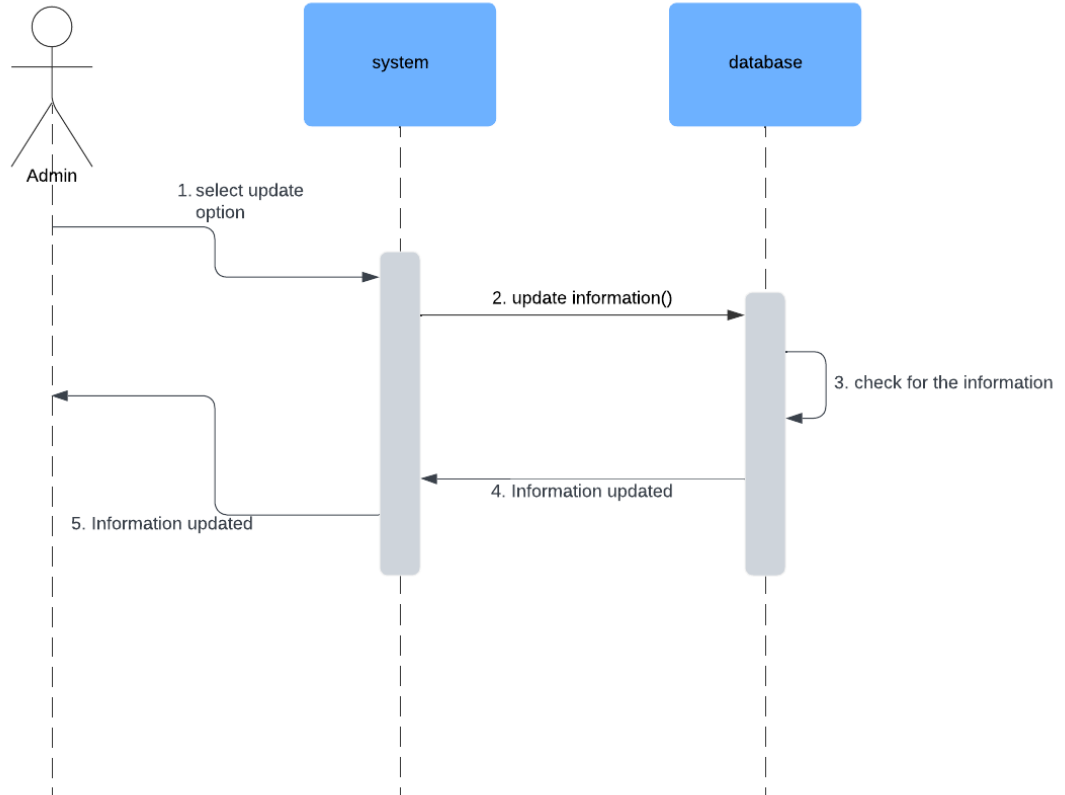 system
database
Admin
1. select update
option
2. update information()
3. check for the information
4. Information updated
5. Information updated